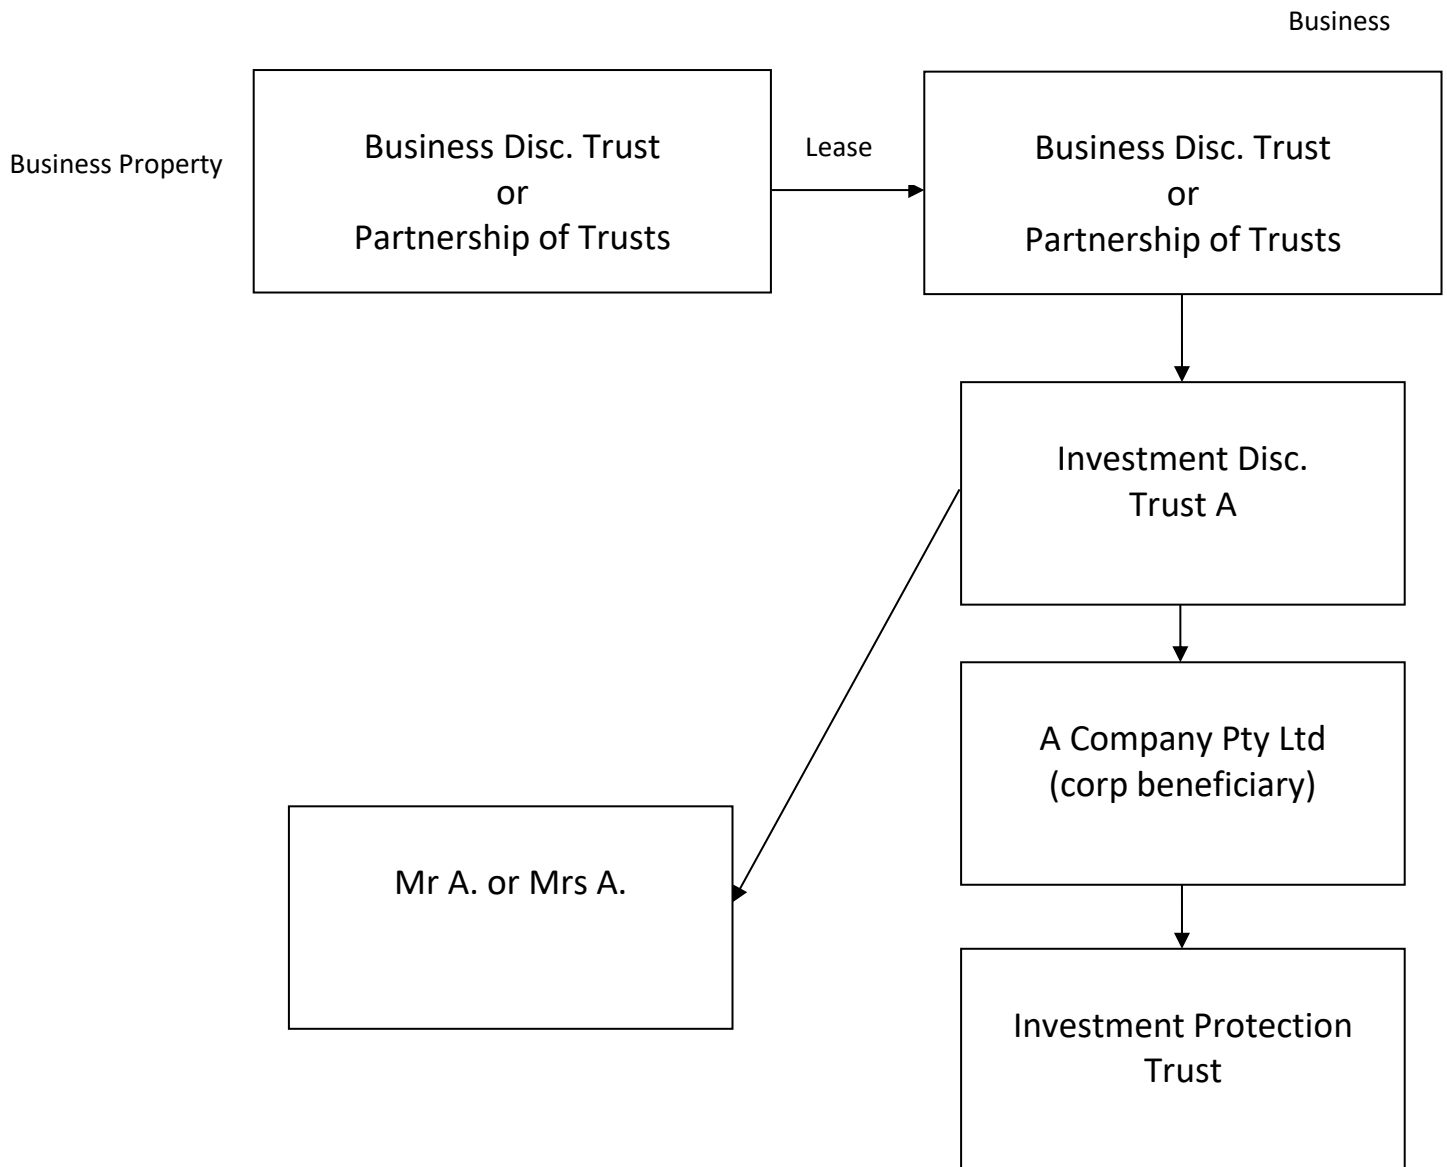 Business
Business Property
Business Disc. Trust
or
Partnership of Trusts
Lease
Business Disc. Trust
or
Partnership of Trusts
Investment Disc.
Trust A
A Company Pty Ltd
(corp beneficiary)
Mr A. or Mrs A.
Investment Protection
Trust